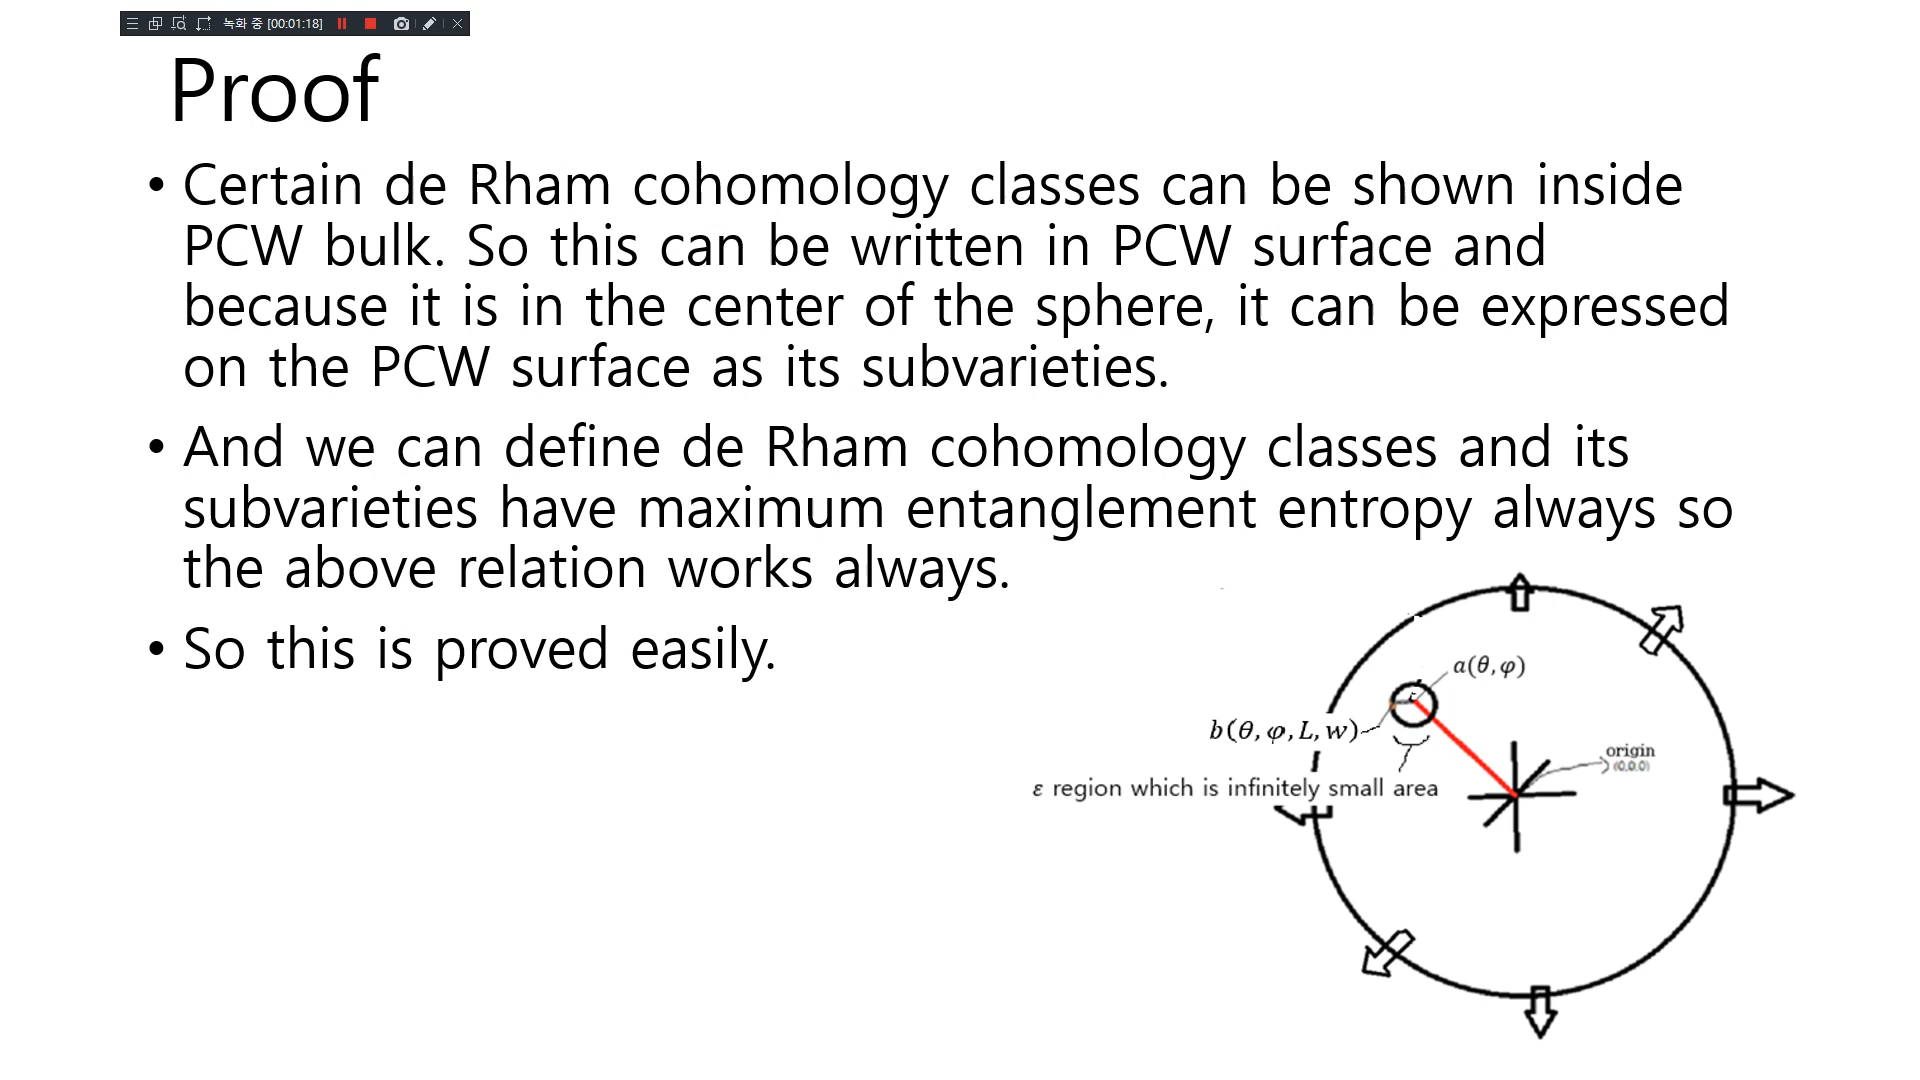 녹화 중 [00:01:18]
Proof
• Certain de Rham cohomology classes can be shown inside
PCW bulk. So this can be written in PCW surface and
because it is in the center of the sphere, it can be expressed
on the PCW surface as its subvarieties.
• And we can define de Rham cohomology classes and its
subvarieties have maximum entanglement entropy always so
the above relation works always.
• So this is proved easily.
a(θ,φ)
b(θ,φ,L,w)
origin
(0,0,0)
ε region which is infinitely small area